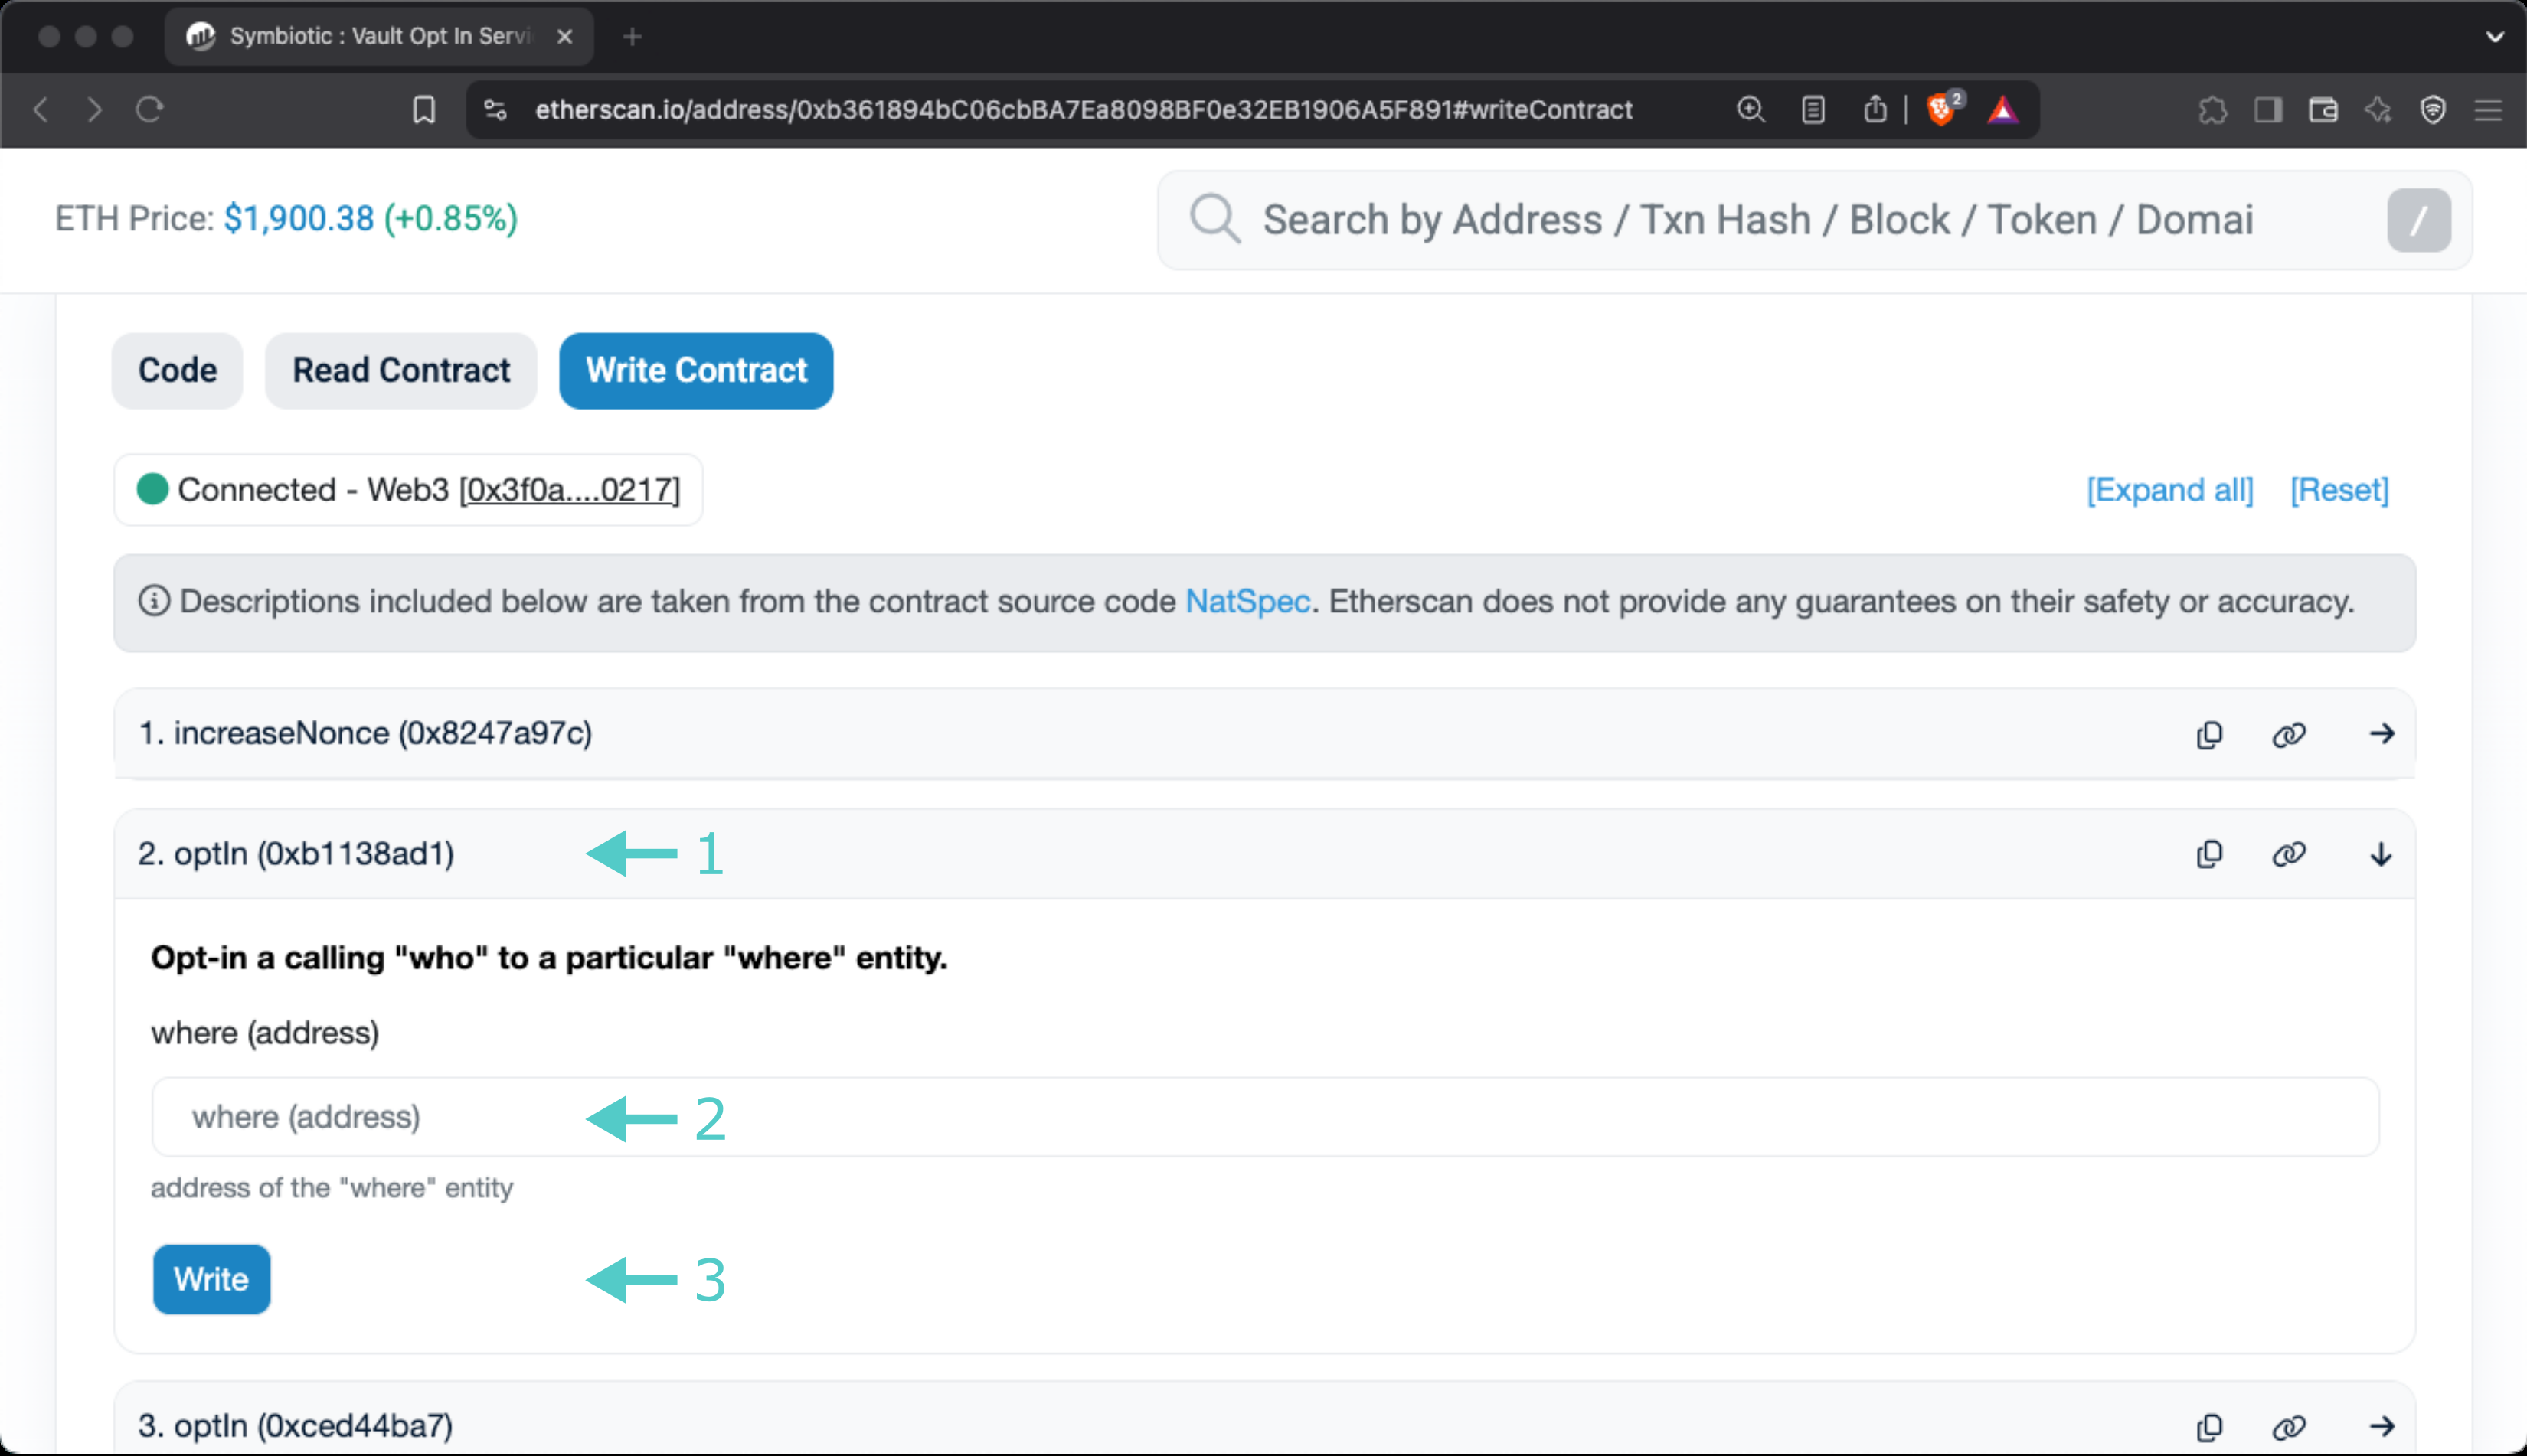 Symbiotic : Vault Opt In Servi
etherscan.io/address/0xb361894bC06cbBA7Ea8098BF0e32EB1906A5F891#writeContract
2
ETH Price: $1,900.38 (+0.85%)
Search by Address / Txn Hash / Block / Token / Domai
/
Code
Read Contract
Write Contract
Connected - Web3 [0x3f0a....0217]
[Expand all]
[Reset]
Descriptions included below are taken from the contract source code NatSpec. Etherscan does not provide any guarantees on their safety or accuracy.
1. increaseNonce (0x8247a97c)
2. optIn (0xb1138ad1)
1
Opt-in a calling "who" to a particular "where" entity.
where (address)
where (address)
2
address of the "where" entity
Write
3
3. optIn (0xced44ba7)